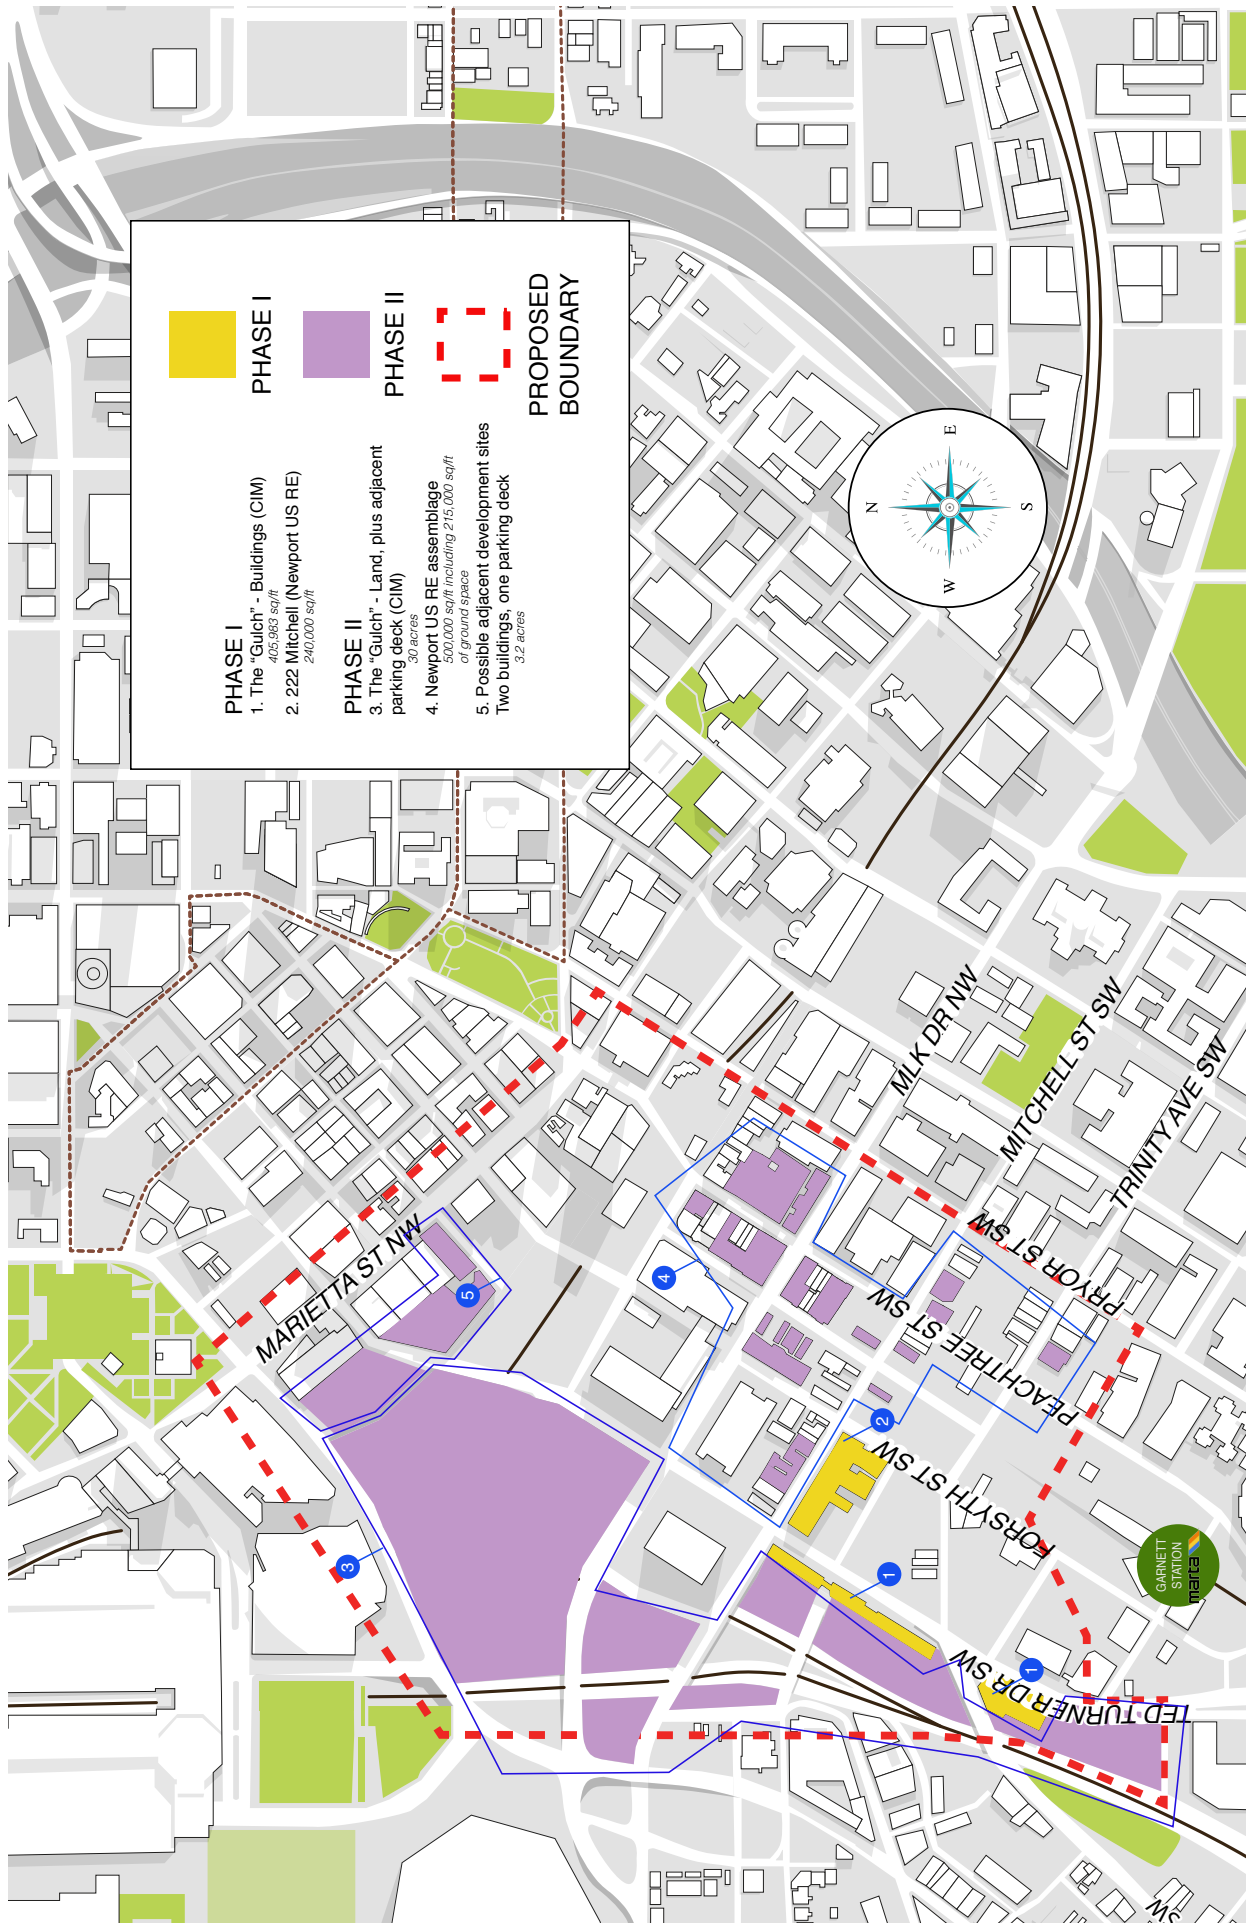 PHASE I
1. The “Gulch” - Buildings (CIM)
405,983 sq/ft
2. 222 Mitchell (Newport US RE)
240,000 sq/ft
PHASE II
3. The “Gulch” - Land, plus adjacent
parking deck (CIM)
30 acres
4. Newport US RE assemblage
500,000 sq/ft including 215,000 sq/ft
of ground space
5. Possible adjacent development sites
Two buildings, one parking deck
3.2 acres
PHASE I
PHASE II
PROPOSED
BOUNDARY
N
E
S
W
MARIETTA ST NW
MLK DR NW
MITCHELL ST SW
TRINITY AVE SW
PRYOR ST SW
PEACHTREE ST SW
FORSYTH ST SW
TED TURNER DR SW
SW
3
5
4
2
1
1
GARNETT
STATION
marta